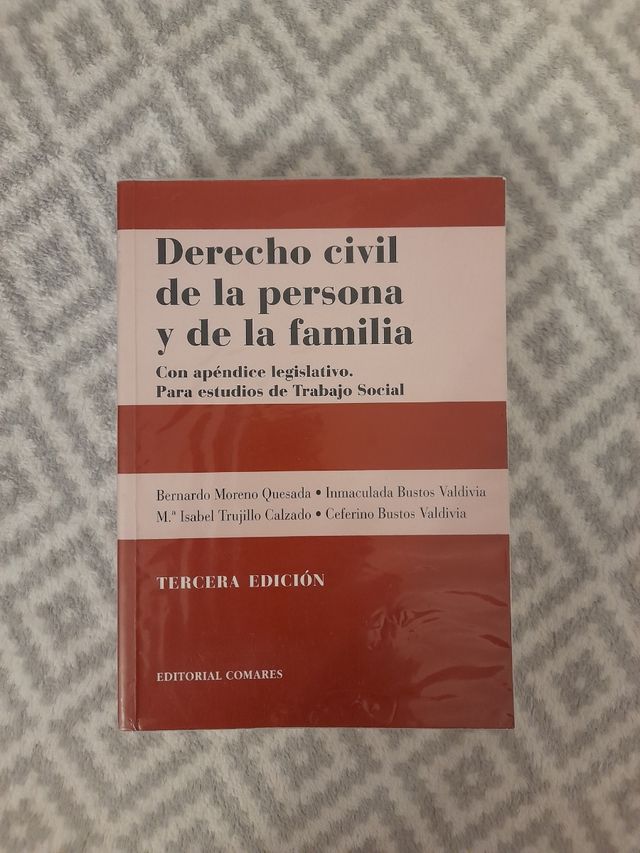 Derecho civil
de la persona
y de la familia
Con apéndice legislativo.
Para estudios de Trabajo Social
Bernardo Moreno Quesada • Inmaculada Bustos Valdivia
M.ª Isabel Trujillo Calzado • Ceferino Bustos Valdivia
TERCERA EDICIÓN
EDITORIAL COMARES